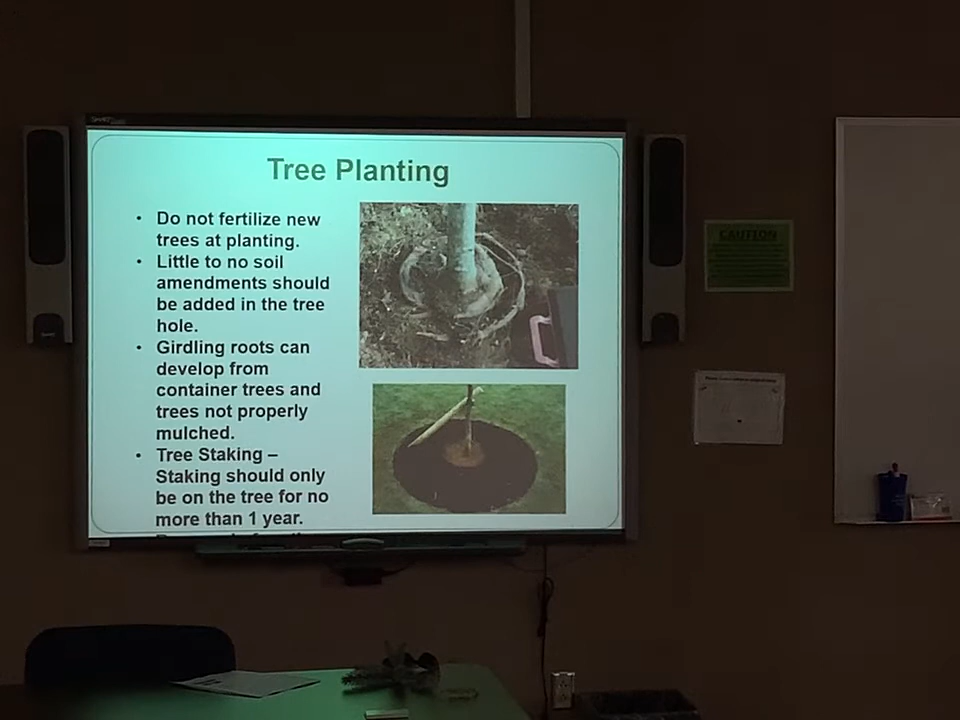 Tree Planting
• Do not fertilize new
trees at planting.
• Little to no soil
amendments should
be added in the tree
hole.
• Girdling roots can
develop from
container trees and
trees not properly
mulched.
• Tree Staking –
Staking should only
be on the tree for no
more than 1 year.
CAUTION